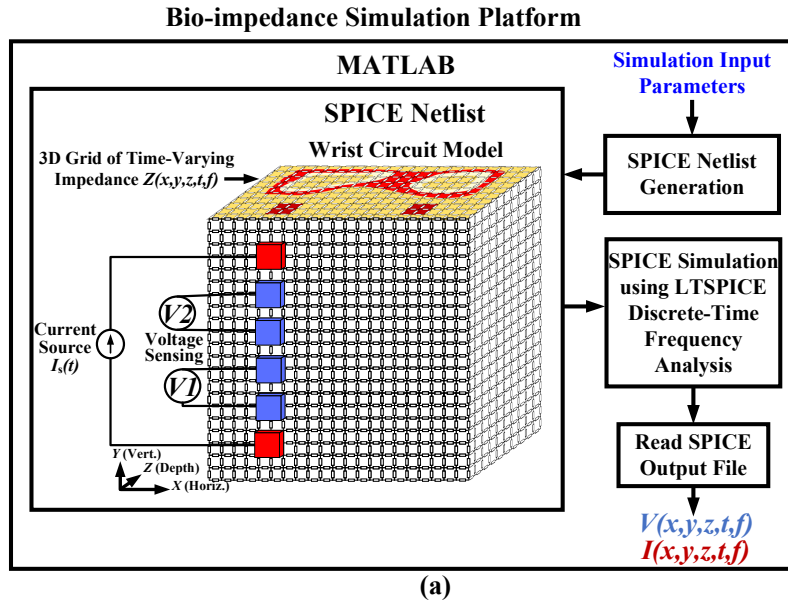 Bio-impedance Simulation Platform
MATLAB
SPICE Netlist
Wrist Circuit Model
3D Grid of Time-Varying
Impedance Z(x,y,z,t,f)
Current
Source
Is(t)
V2
Voltage
Sensing
V1
Y (Vert.)
Z (Depth)
X (Horiz.)
Simulation Input
Parameters
SPICE Netlist
Generation
SPICE Simulation
using LTSPICE
Discrete-Time
Frequency
Analysis
Read SPICE
Output File
V(x,y,z,t,f)
I(x,y,z,t,f)
(a)